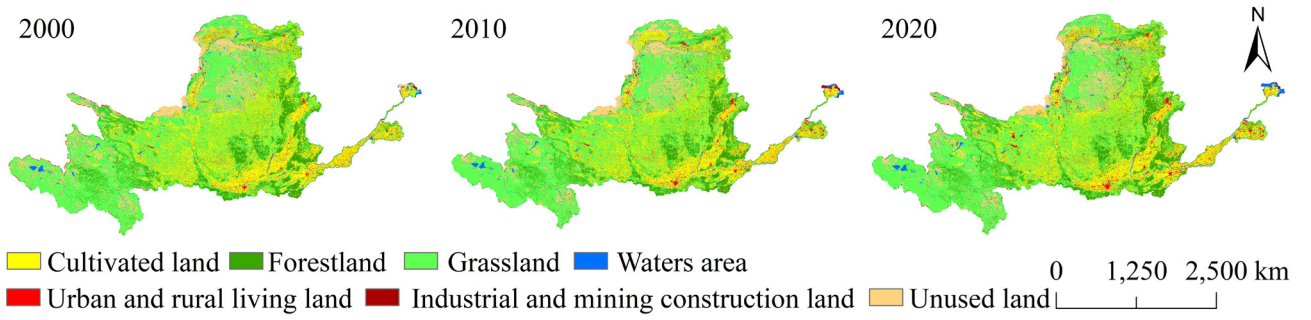 2000 2010 2020 N
Cultivated land Forestland Grassland Waters area
Urban and rural living land Industrial and mining construction land Unused land
0 1,250 2,500 km